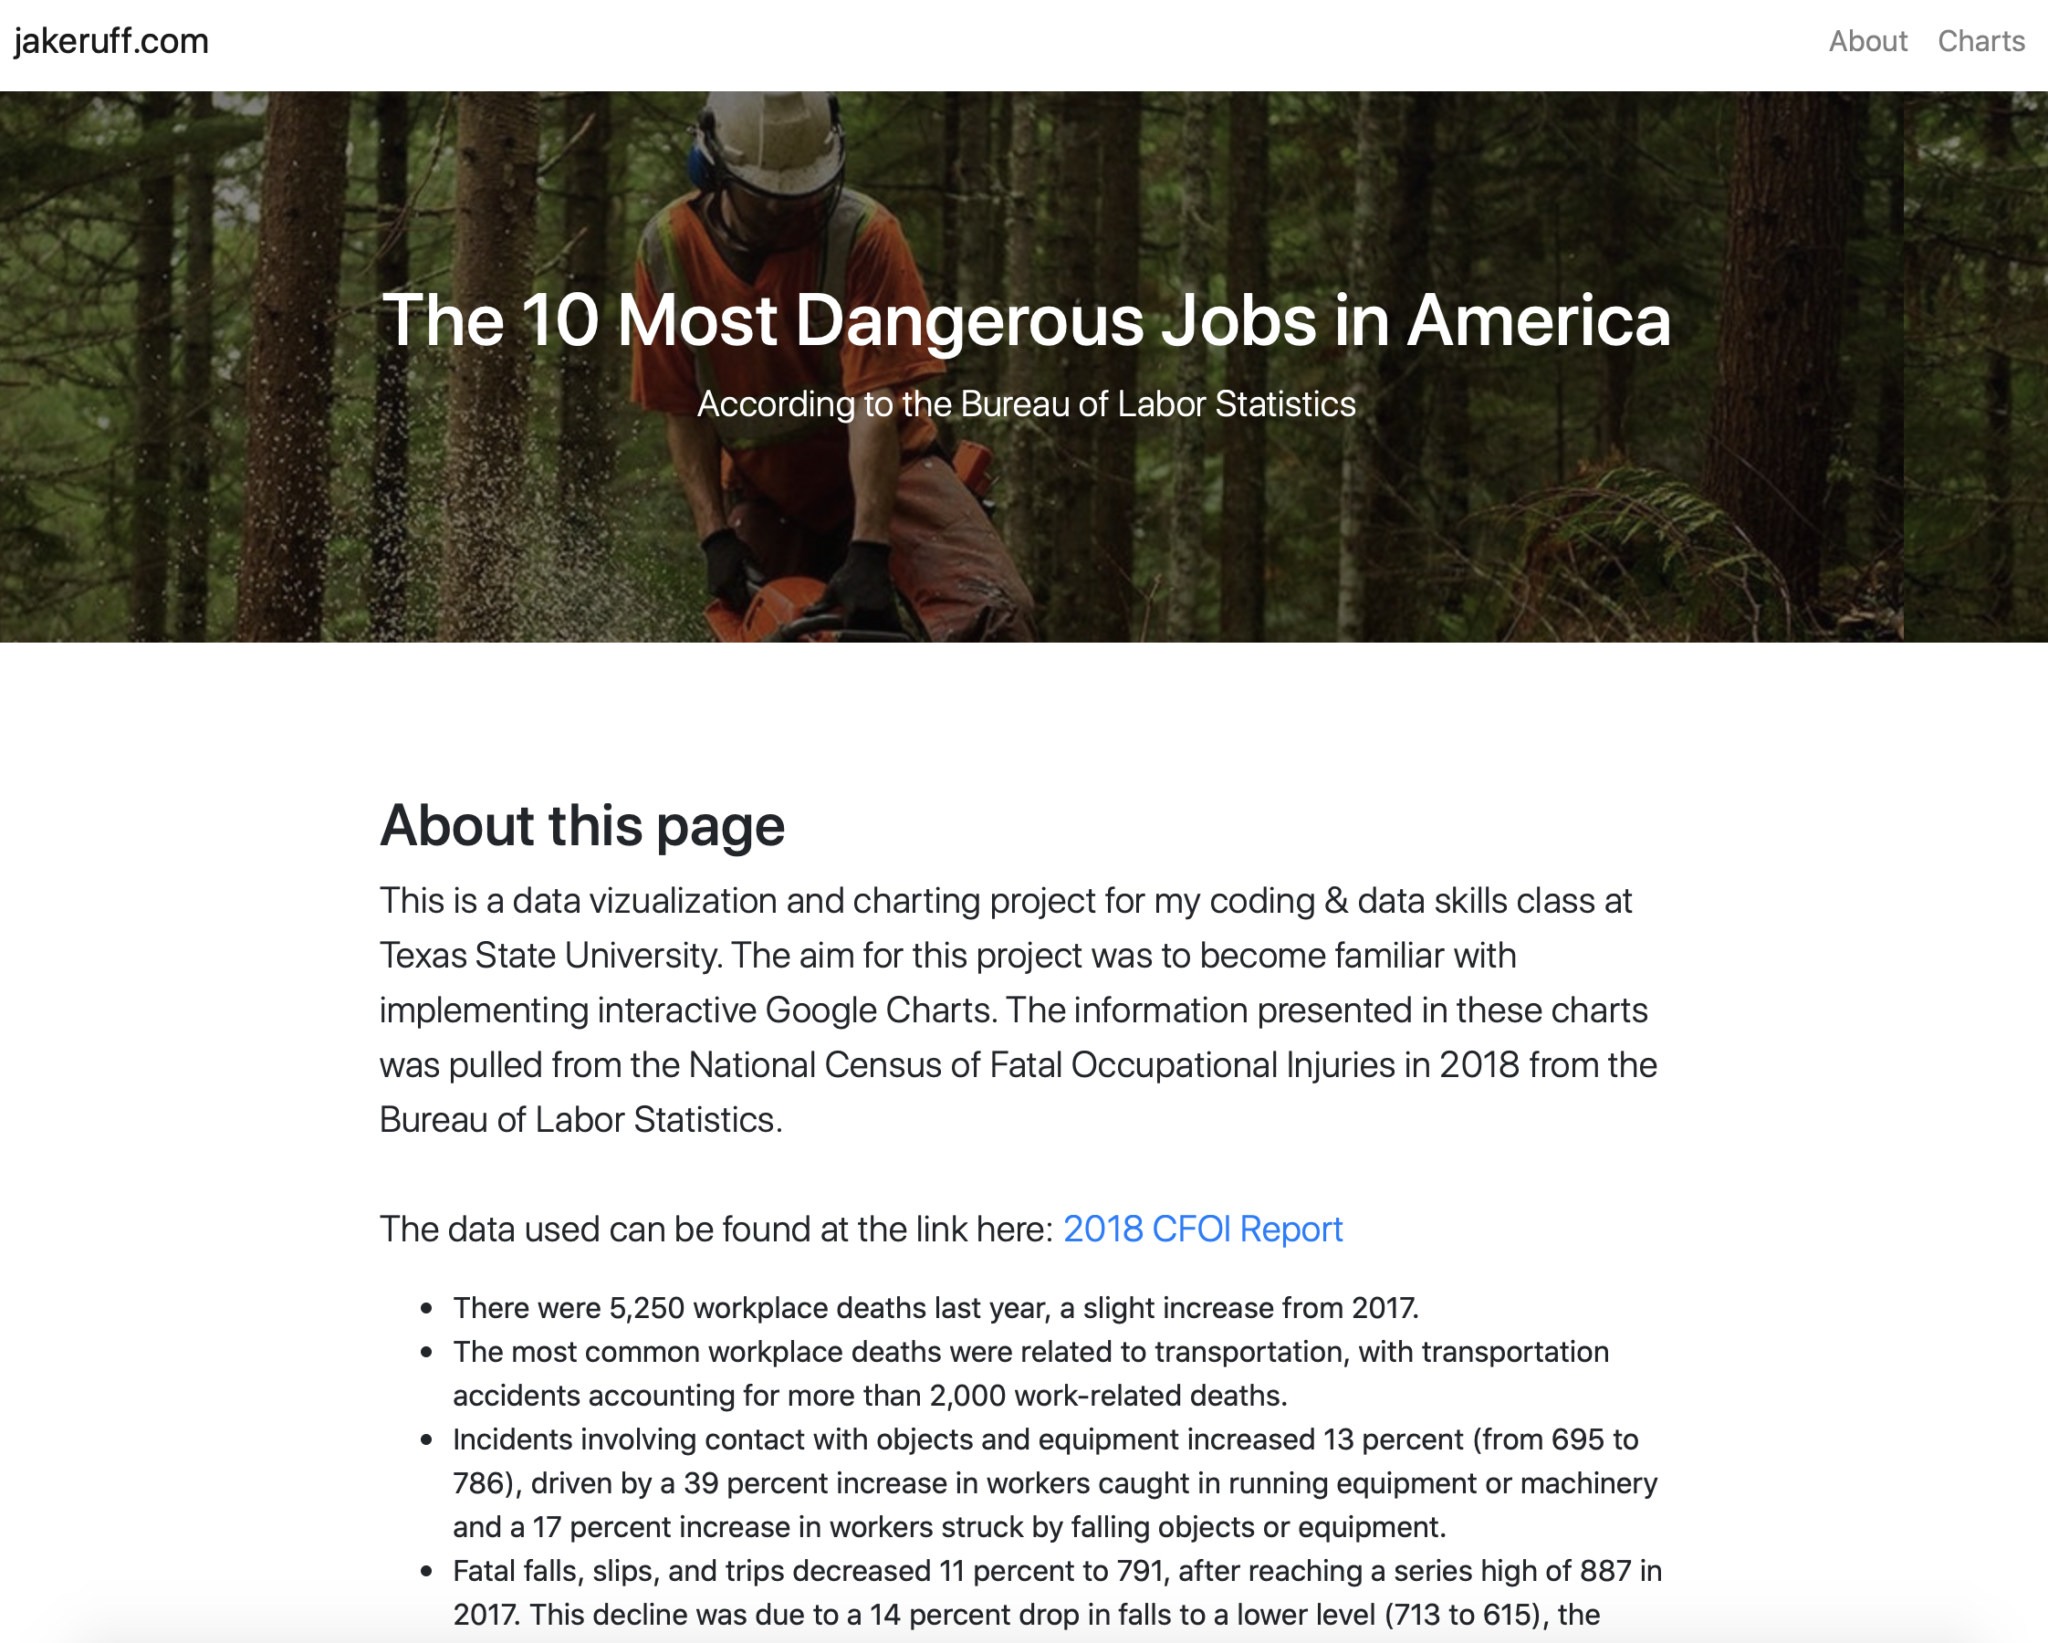 jakeruff.com
About Charts
The 10 Most Dangerous Jobs in America
According to the Bureau of Labor Statistics
About this page
This is a data vizualization and charting project for my coding & data skills class at
Texas State University. The aim for this project was to become familiar with
implementing interactive Google Charts. The information presented in these charts
was pulled from the National Census of Fatal Occupational Injuries in 2018 from the
Bureau of Labor Statistics.
The data used can be found at the link here: 2018 CFOI Report
• There were 5,250 workplace deaths last year, a slight increase from 2017.
• The most common workplace deaths were related to transportation, with transportation
accidents accounting for more than 2,000 work-related deaths.
• Incidents involving contact with objects and equipment increased 13 percent (from 695 to
786), driven by a 39 percent increase in workers caught in running equipment or machinery
and a 17 percent increase in workers struck by falling objects or equipment.
• Fatal falls, slips, and trips decreased 11 percent to 791, after reaching a series high of 887 in
2017. This decline was due to a 14 percent drop in falls to a lower level (713 to 615), the